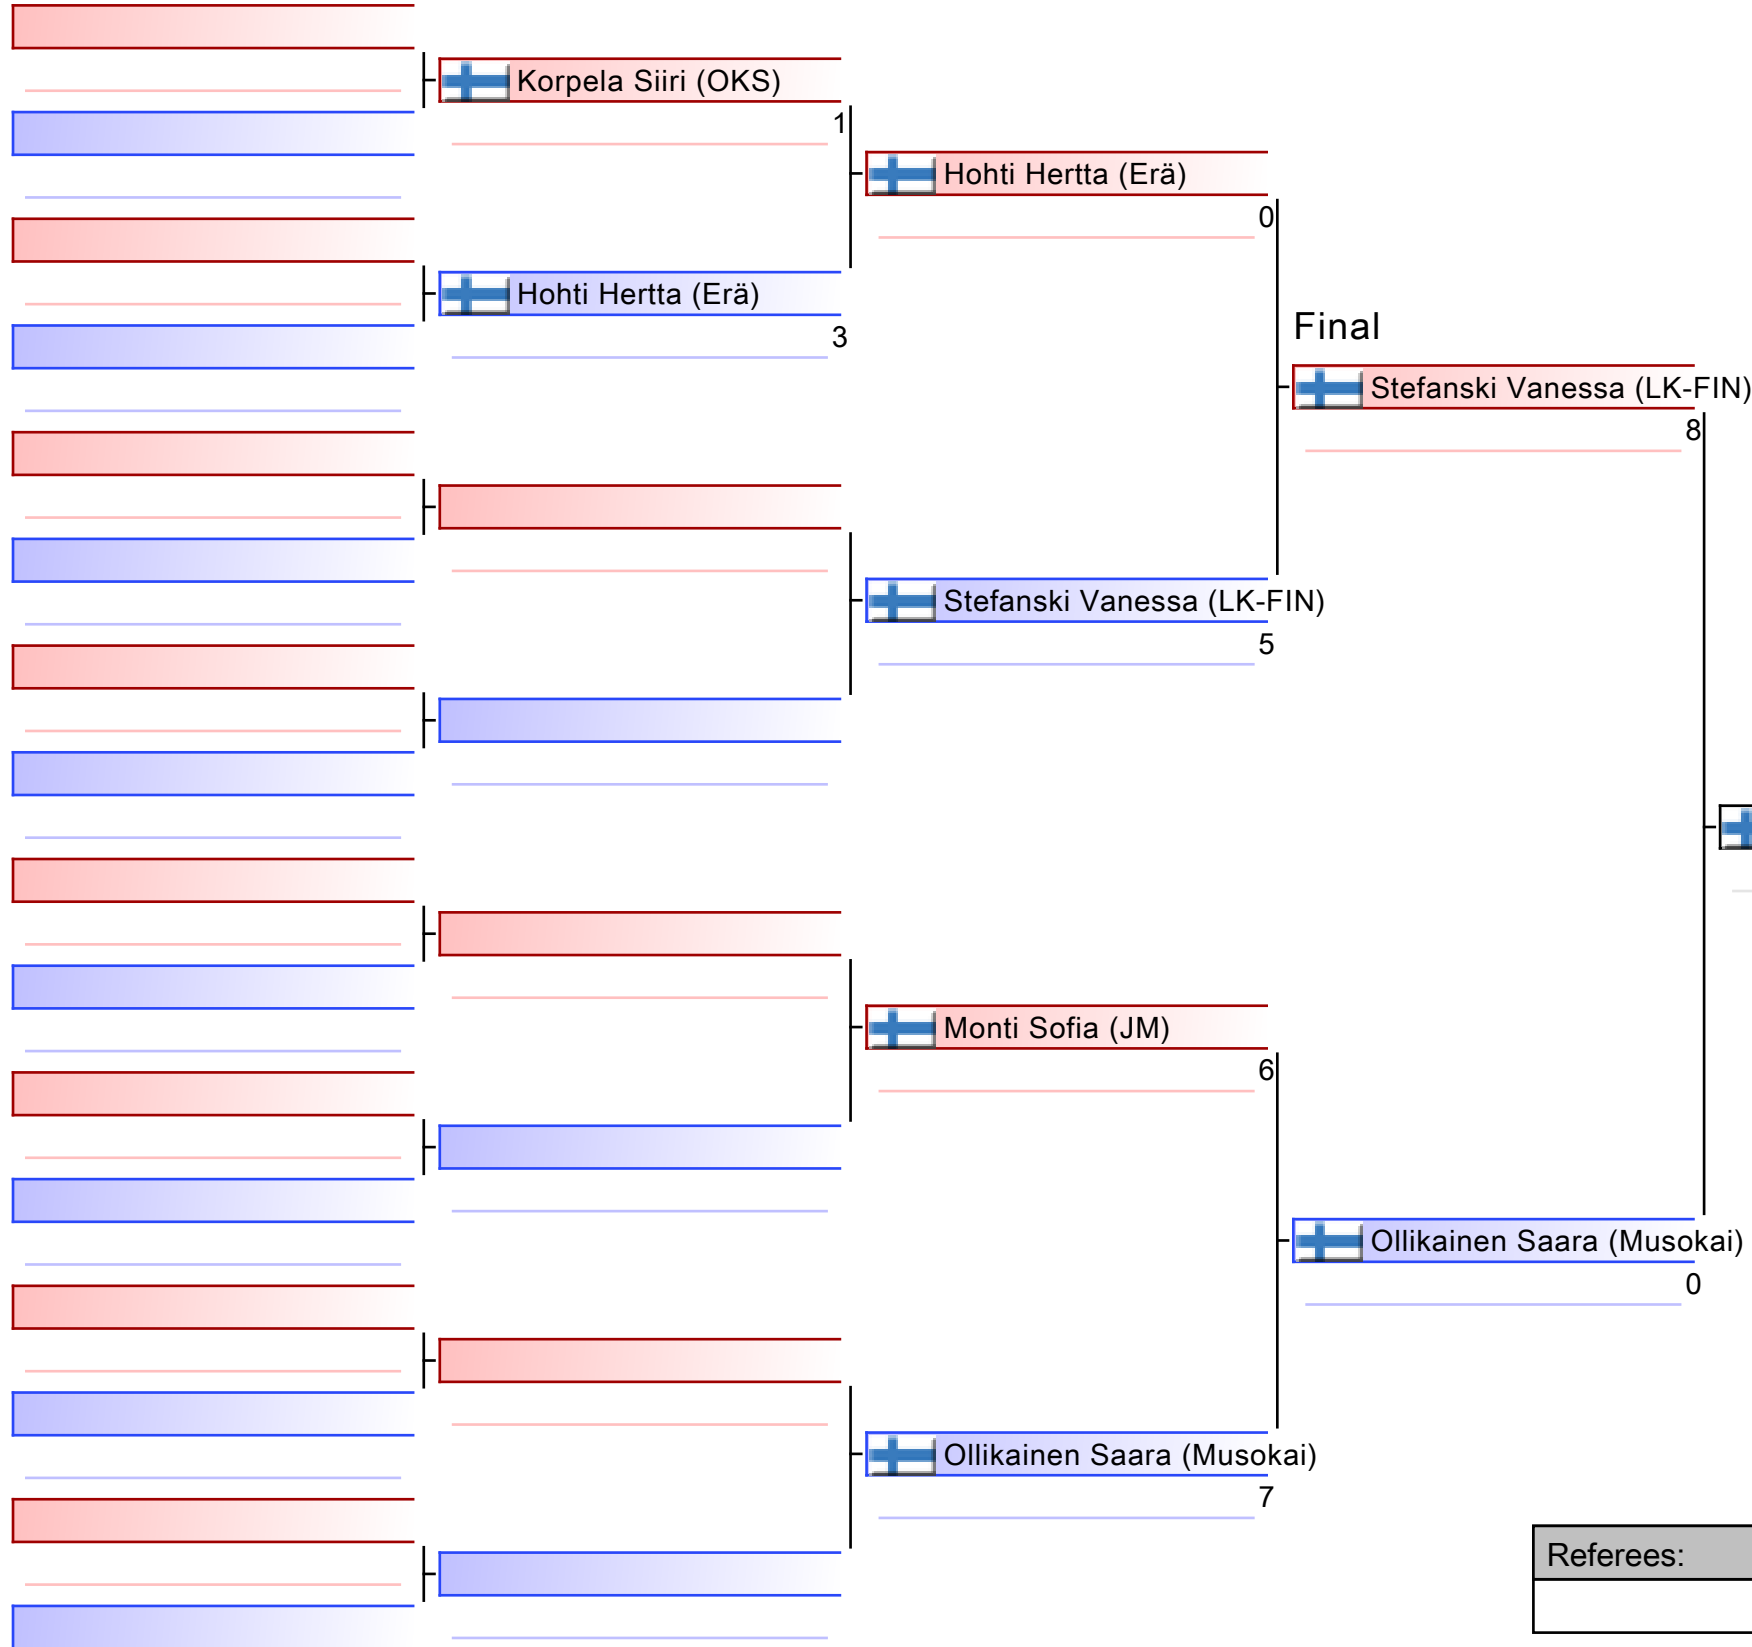 Korpela Siiri (OKS)
1
Hohti Hertta (Erä)
0
Hohti Hertta (Erä)
3
Final
Stefanski Vanessa (LK-FIN)
8
Stefanski Vanessa (LK-FIN)
5
Monti Sofia (JM)
6
Ollikainen Saara (Musokai)
0
Ollikainen Saara (Musokai)
7
Referees: